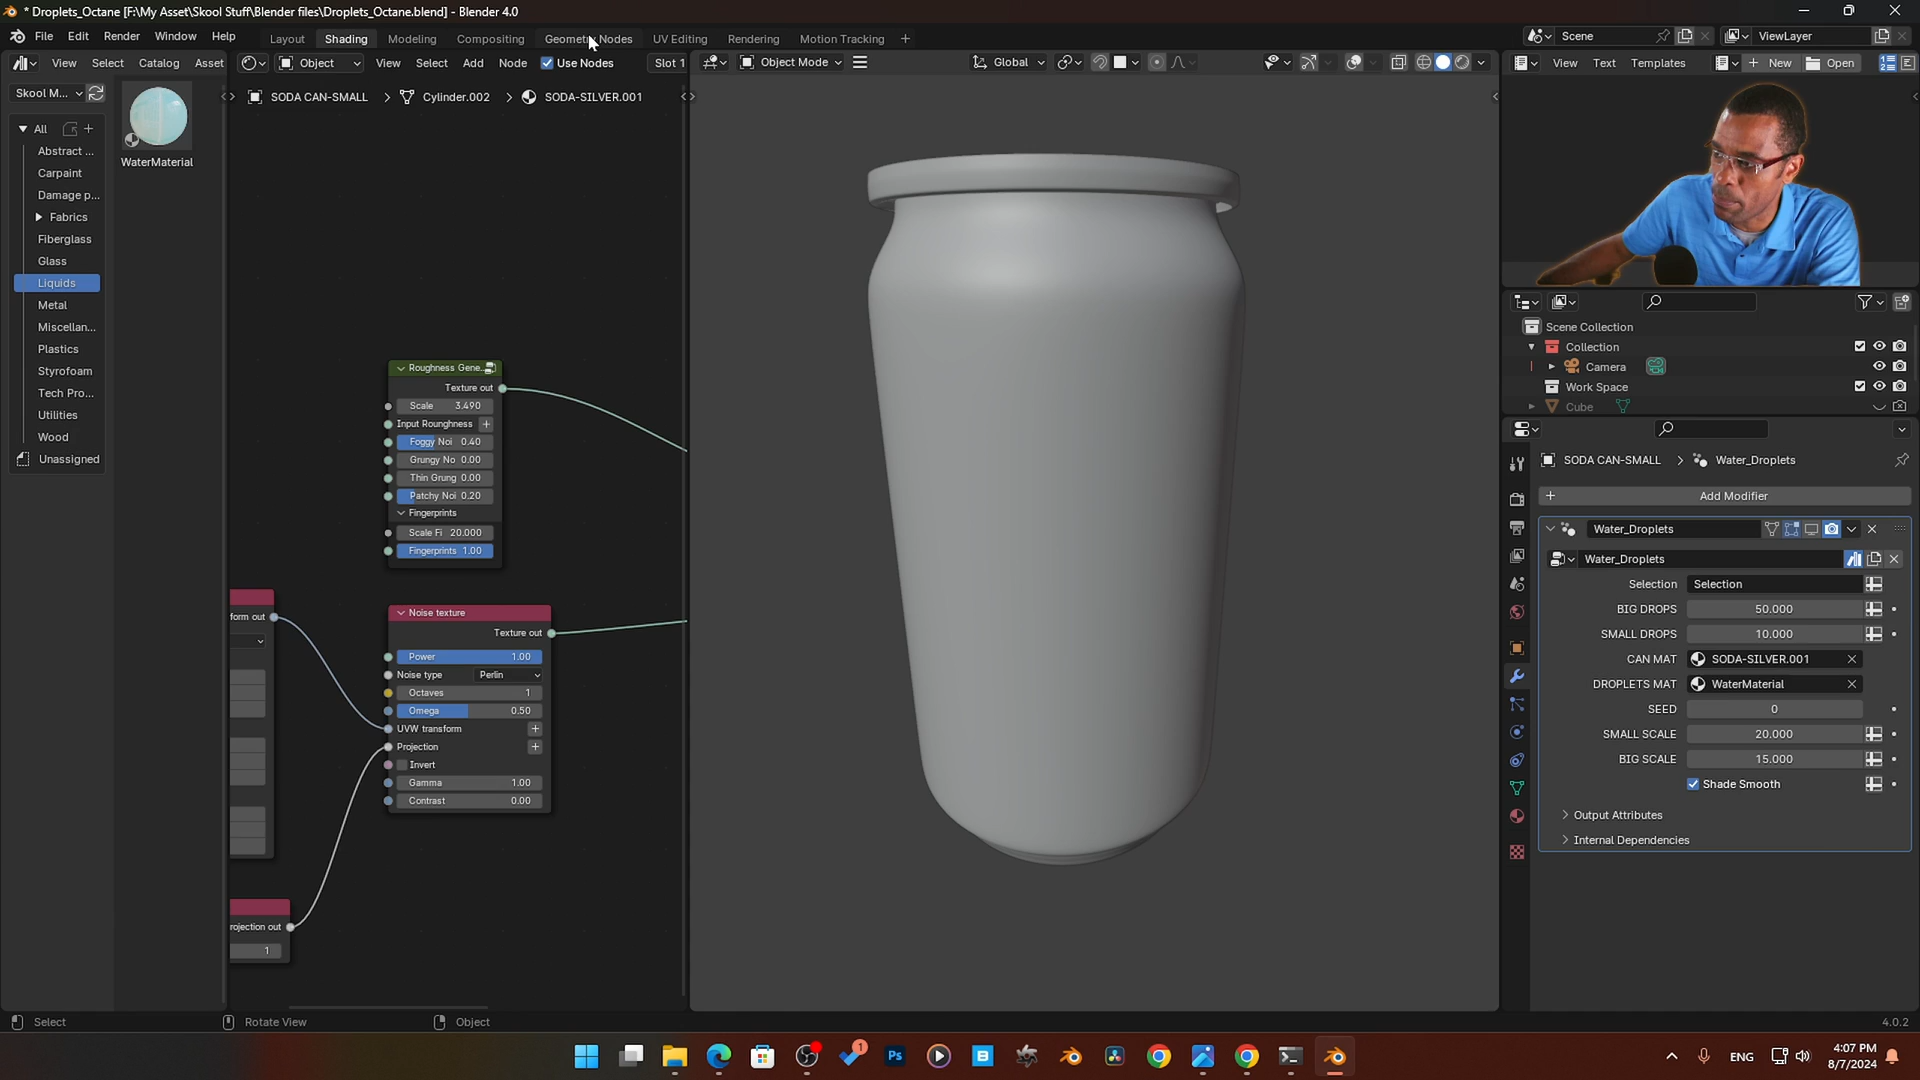 * Droplets_Octane [F:\My Asset\Skool Stuff\Blender files\Droplets_Octane.blend] - Blender 4.0
File Edit Render Window Help
Layout Shading Modeling Compositing Geometry Nodes UV Editing Rendering Motion Tracking +
Scene ViewLayer
View Select Catalog Asset
Object View Select Add Node Use Nodes Slot 1
Object Mode Global
View Text Templates + New Open
Skool M...
SODA CAN-SMALL > Cylinder.002 > SODA-SILVER.001
All
Abstract ...
Carpaint
Damage p...
Fabrics
Fiberglass
Glass
Liquids
Metal
Miscellan...
Plastics
Styrofoam
Tech Pro...
Utilities
Wood
Unassigned
WaterMaterial
Roughness Gene...
Texture out
Scale 3.490
Input Rounghness
Foggy Noi 0.40
Grungy No 0.00
Thin Grung 0.00
Patchy Noi 0.20
Fingerprints
Scale Fi 20.000
Fingerprints 1.00
form out
Noise texture
Texture out
Power 1.00
Noise type Perlin
Octaves 1
Omega 0.50
UVW transform
Projection
Invert
Gamma 1.00
Contrast 0.00
rojection out
1
Scene Collection
Collection
Camera
Work Space
Cube
SODA CAN-SMALL > Water_Droplets
Add Modifier
Water_Droplets
Water_Droplets
Selection Selection
BIG DROPS 50.000
SMALL DROPS 10.000
CAN MAT SODA-SILVER.001
DROPLETS MAT WaterMaterial
SEED 0
SMALL SCALE 20.000
BIG SCALE 15.000
Shade Smooth
Output Attributes
Internal Dependencies
Select Rotate View Object 4.0.2
1
Ps
ENG
4:07 PM
8/7/2024